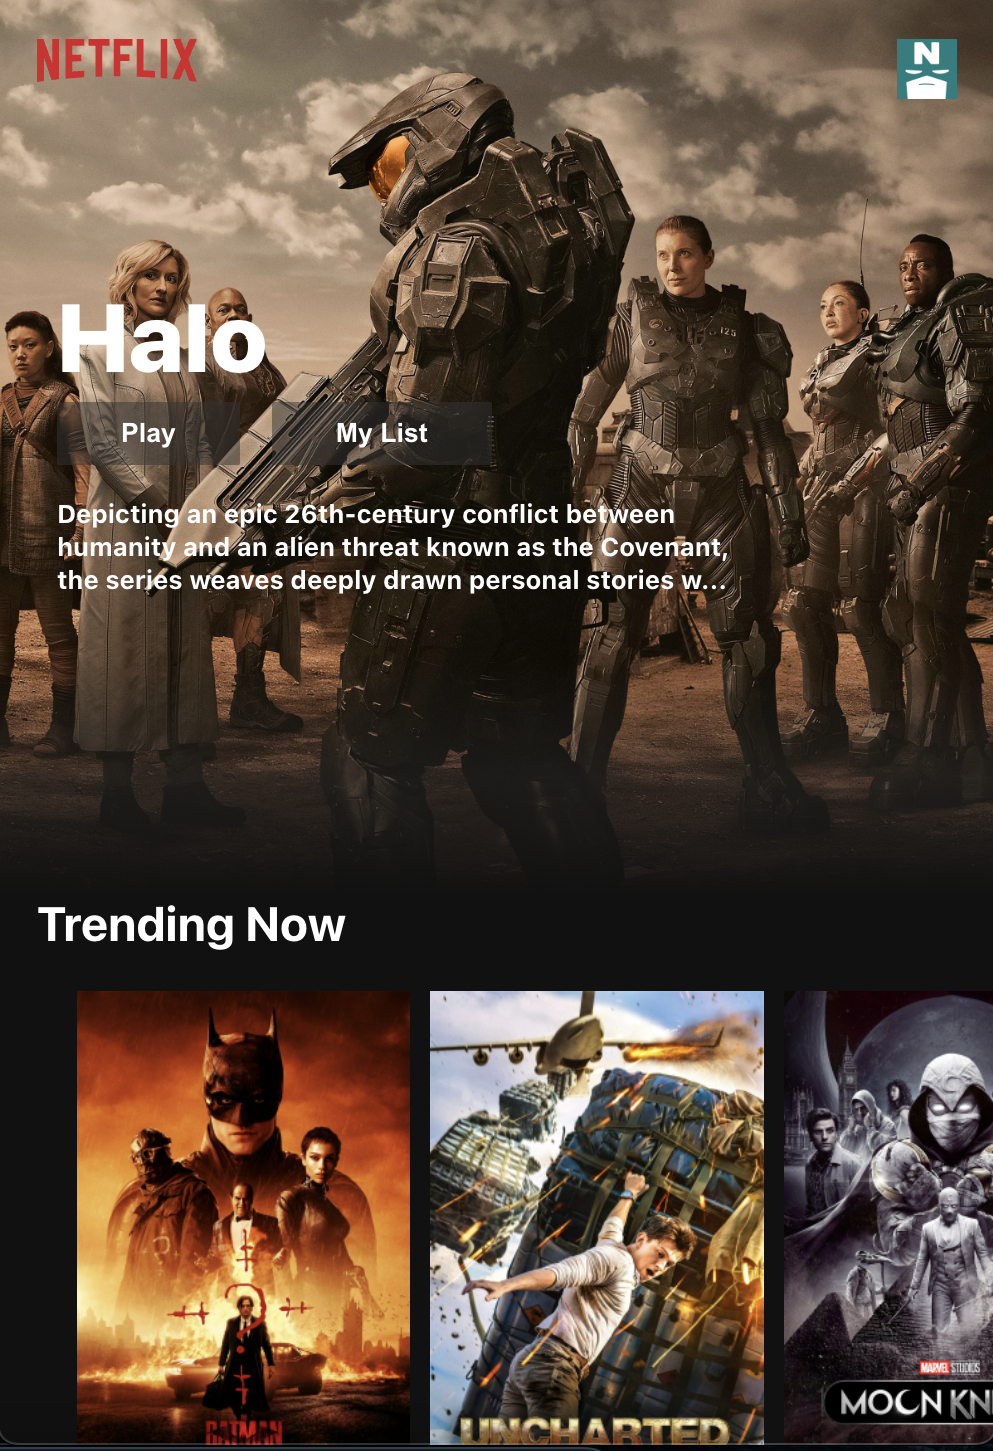 NETFLIX
N
Halo
125
Play
My List
Depicting an epic 26th-century conflict between
humanity and an alien threat known as the Covenant,
the series weaves deeply drawn personal stories w...
Trending Now
?
BATMAN
UNCHARTED
MARVEL STUDIOS
MOON KN